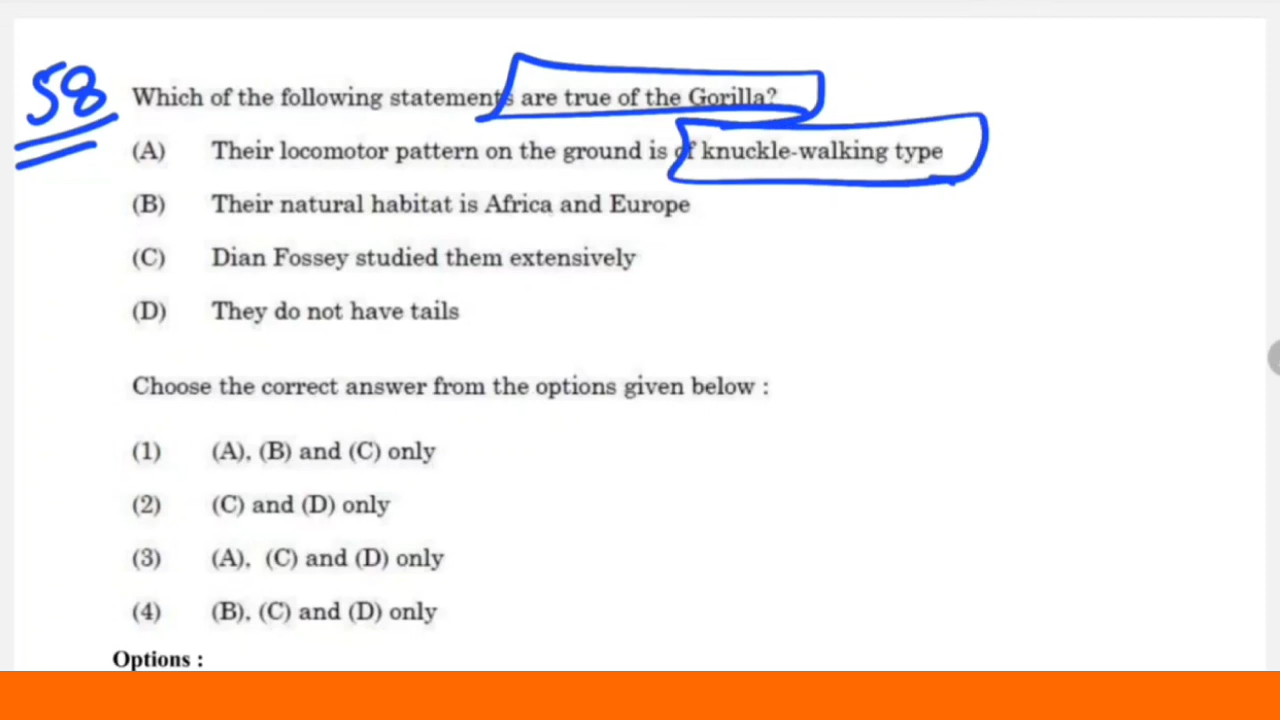 58
Which of the following statements are true of the Gorilla?
(A) Their locomotor pattern on the ground is of knuckle-walking type
(B) Their natural habitat is Africa and Europe
(C) Dian Fossey studied them extensively
(D) They do not have tails
Choose the correct answer from the options given below :
(1) (A), (B) and (C) only
(2) (C) and (D) only
(3) (A), (C) and (D) only
(4) (B), (C) and (D) only
Options :